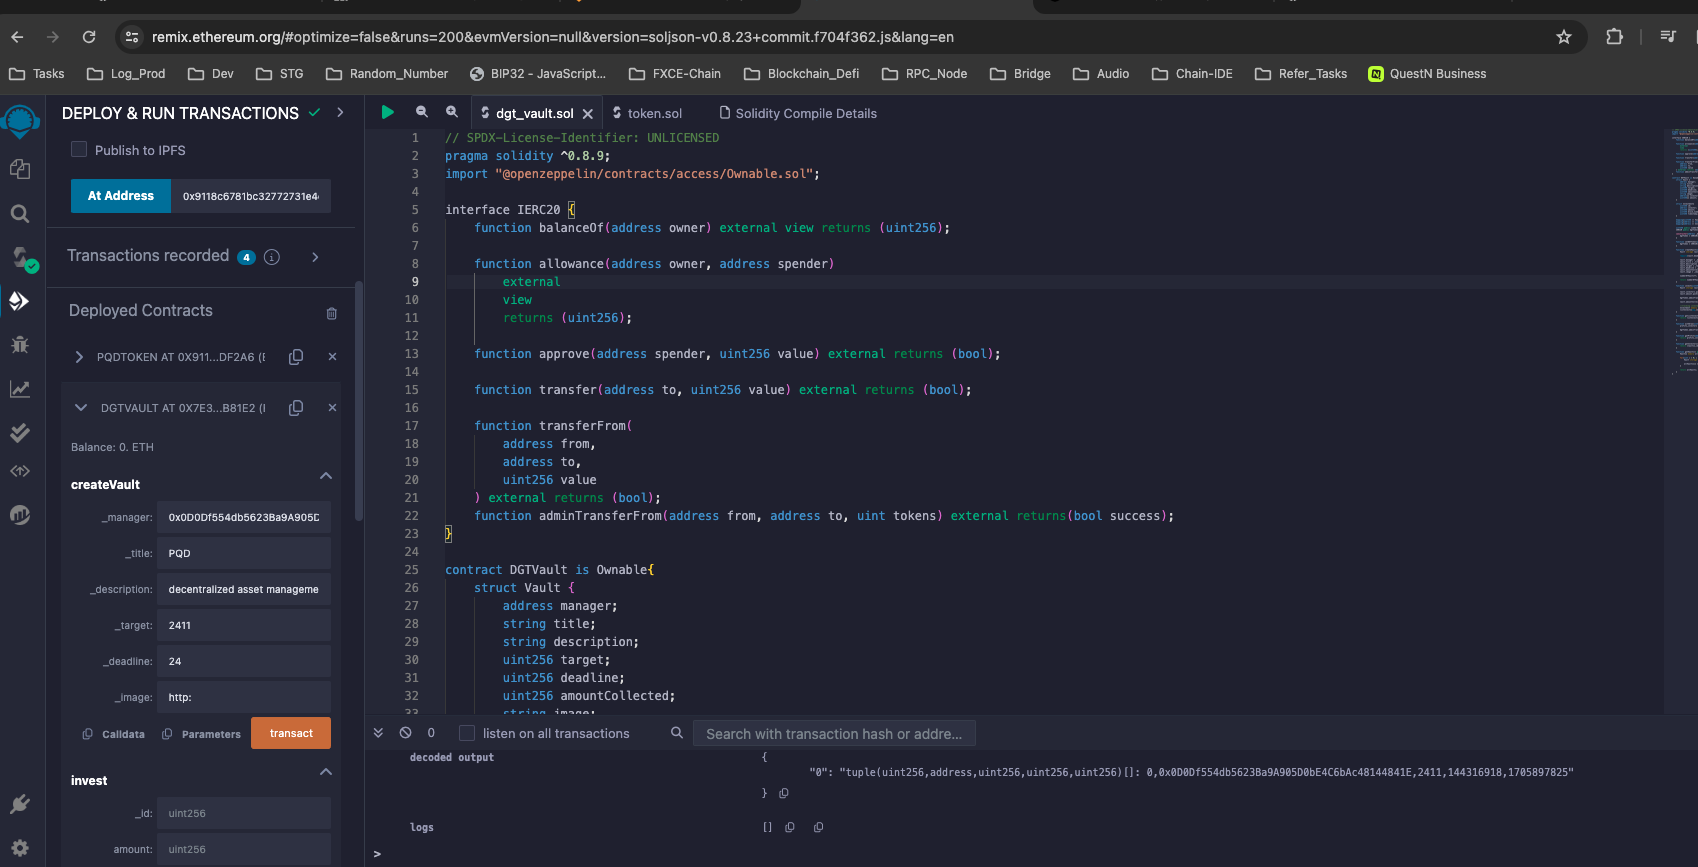 remix.ethereum.org/#optimize=false&runs=200&evmVersion=null&version=soljson-v0.8.23+commit.f704f362.js&lang=en
Tasks Log_Prod Dev STG Random_Number BIP32 - JavaScript... FXCE-Chain Blockchain_Defi RPC_Node Bridge Audio Chain-IDE Refer_Tasks QuestN Business
DEPLOY & RUN TRANSACTIONS
Publish to IPFS
At Address 0x9118c6781bc32772731e4
Transactions recorded 4 i
Deployed Contracts
PQDTOKEN AT 0X911...DF2A6 (
DGTVAULT AT 0X7E3...B81E2 (
Balance: 0. ETH
createVault
_manager: 0x0D0Df554db5623Ba9A905D
_title: PQD
_description: decentralized asset manageme
_target: 2411
_deadline: 24
_image: http:
Calldata Parameters transact
invest
_id: uint256
amount: uint256
dgt_vault.sol token.sol Solidity Compile Details
1 // SPDX-License-Identifier: UNLICENSED
2 pragma solidity ^0.8.9;
3 import "@openzeppelin/contracts/access/Ownable.sol";
4
5 interface IERC20 {
6 function balanceOf(address owner) external view returns (uint256);
7
8 function allowance(address owner, address spender)
9 external
10 view
11 returns (uint256);
12
13 function approve(address spender, uint256 value) external returns (bool);
14
15 function transfer(address to, uint256 value) external returns (bool);
16
17 function transferFrom(
18 address from,
19 address to,
20 uint256 value
21 ) external returns (bool);
22 function adminTransferFrom(address from, address to, uint tokens) external returns(bool success);
23 }
24
25 contract DGTVault is Ownable{
26 struct Vault {
27 address manager;
28 string title;
29 string description;
30 uint256 target;
31 uint256 deadline;
32 uint256 amountCollected;
33 string image;
0 listen on all transactions Search with transaction hash or addre...
decoded output {
"0": "tuple(uint256,address,uint256,uint256,uint256)[]: 0,0x0D0Df554db5623Ba9A905D0bE4C6bAc48144841E,2411,144316918,1705897825"
}
logs []
>